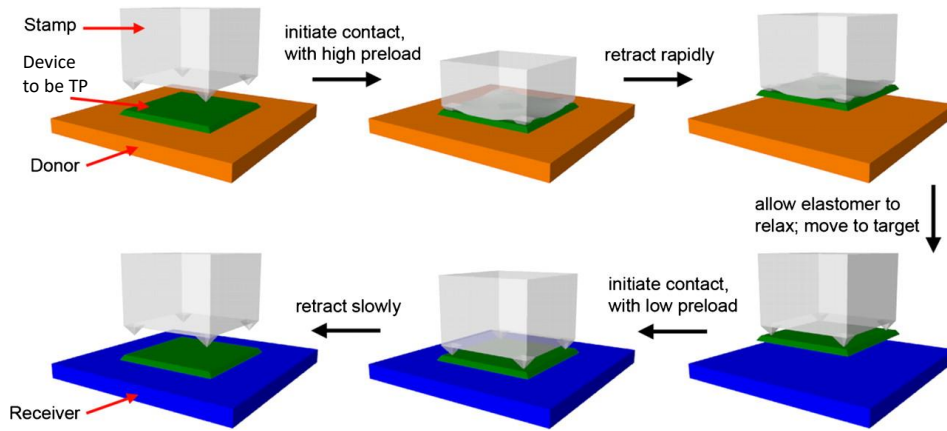 Stamp
Device
to be TP
Donor
initiate contact,
with high preload
retract rapidly
allow elastomer to
relax; move to target
initiate contact,
with low preload
retract slowly
Receiver